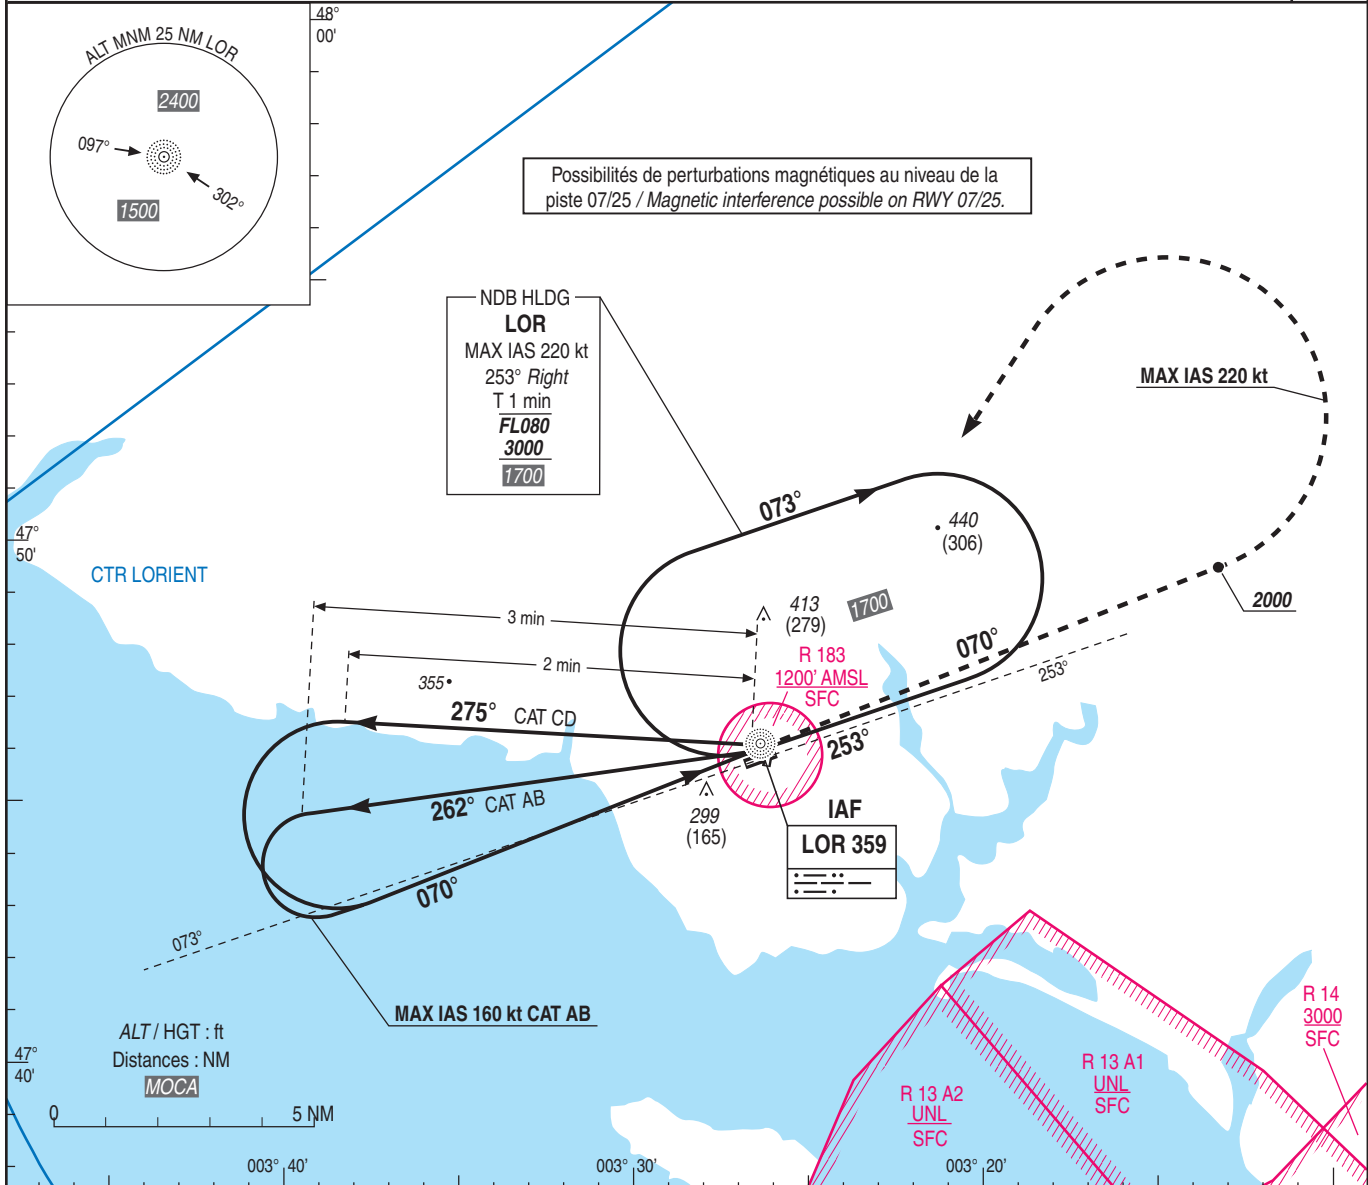 48°
00'
ALT MNM 25 NM LOR
2400
097°
302°
1500
Possibilités de perturbations magnétiques au niveau de la
piste 07/25 / Magnetic interference possible on RWY 07/25.
NDB HLDG
LOR
MAX IAS 220 kt
253° Right
T 1 min
FL080
3000
1700
MAX IAS 220 kt
073°
440
(306)
47°
50'
CTR LORIENT
2000
3 min
413
(279)
1700
070°
253°
R 183
1200' AMSL
SFC
2 min
355
275° CAT CD
253°
262° CAT AB
299
(165)
IAF
LOR 359
070°
073°
MAX IAS 160 kt CAT AB
ALT / HGT : ft
Distances : NM
MOCA
47°
40'
0 5 NM
R 14
3000
SFC
R 13 A1
UNL
SFC
R 13 A2
UNL
SFC
003° 40'
003° 30'
003° 20'